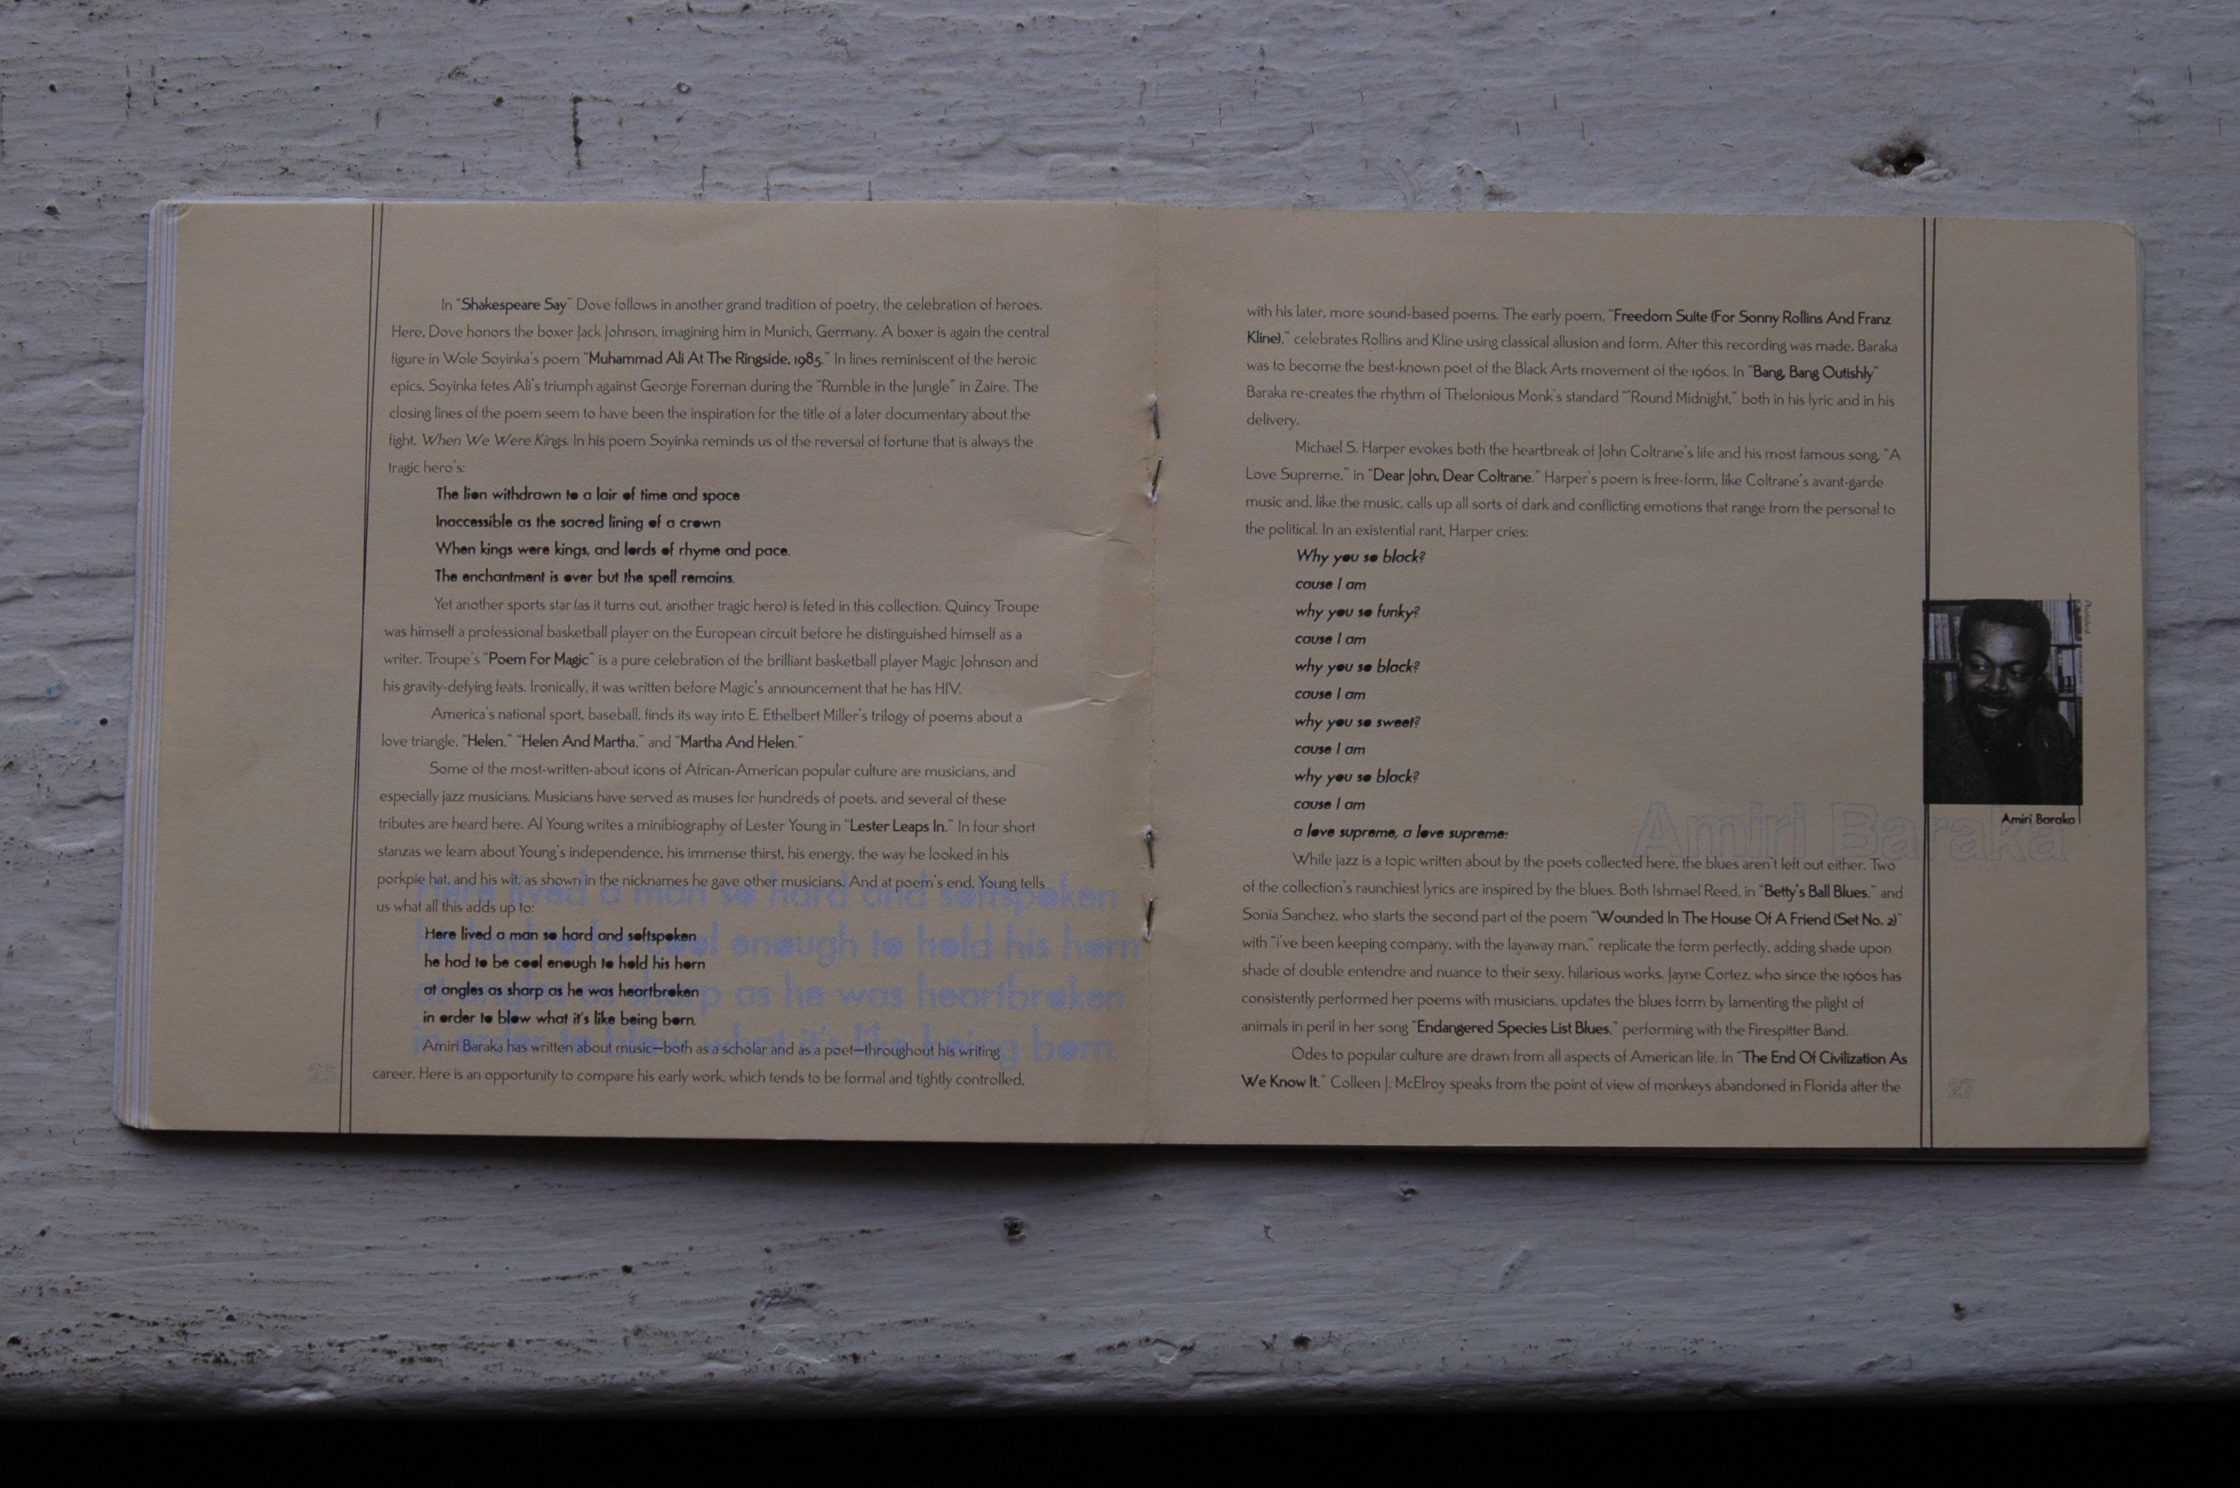 In "Shakespeare Say" Dove follows in another grand tradition of poetry, the celebration of heroes.
Here, Dove honors the boxer Jack Johnson, imagining him in Munich, Germany. A boxer is again the central
figure in Wole Soyinka's poem "Muhammad Ali At The Ringside, 1985." In lines reminiscent of the heroic
epics, Soyinka fetes Ali's triumph against George Foreman during the "Rumble in the Jungle" in Zaire. The
closing lines of the poem seem to have been the inspiration for the title of a later documentary about the
fight, When We Were Kings. In his poem Soyinka reminds us of the reversal of fortune that is always the
tragic hero's:
The lion withdrawn to a lair of time and space
Inaccessible as the sacred lining of a crown
When kings were kings, and lords of rhyme and pace.
The enchantment is over but the spell remains.
Yet another sports star (as it turns out, another tragic hero) is feted in this collection. Quincy Troupe
was himself a professional basketball player on the European circuit before he distinguished himself as a
writer. Troupe's "Poem For Magic" is a pure celebration of the brilliant basketball player Magic Johnson and
his gravity-defying feats. Ironically, it was written before Magic's announcement that he has HIV.
America's national sport, baseball, finds its way into E. Ethelbert Miller's trilogy of poems about a
love triangle, "Helen," "Helen And Martha," and "Martha And Helen."
Some of the most-written-about icons of African-American popular culture are musicians, and
especially jazz musicians. Musicians have served as muses for hundreds of poets, and several of these
tributes are heard here. Al Young writes a minibiography of Lester Young in "Lester Leaps In." In four short
stanzas we learn about Young's independence, his immense thirst, his energy, the way he looked in his
porkpie hat, and his wit, as shown in the nicknames he gave other musicians. And at poem's end, Young tells
us what all this adds up to:
Here lived a man so hard and softspoken
he had to be cool enough to hold his horn
at angles as sharp as he was heartbroken
in order to blow what it's like being born.
Here lived a man so hard and softspoken
he had to be cool enough to hold his horn
at angles as sharp as he was heartbroken
in order to blow what it's like being born.
Amiri Baraka has written about music—both as a scholar and as a poet—throughout his writing
career. Here is an opportunity to compare his early work, which tends to be formal and tightly controlled,
26
with his later, more sound-based poems. The early poem, "Freedom Suite (For Sonny Rollins And Franz
Kline)," celebrates Rollins and Kline using classical allusion and form. After this recording was made, Baraka
was to become the best-known poet of the Black Arts movement of the 1960s. In "Bang, Bang Outishly"
Baraka re-creates the rhythm of Thelonious Monk's standard "'Round Midnight," both in his lyric and in his
delivery.
Michael S. Harper evokes both the heartbreak of John Coltrane's life and his most famous song, "A
Love Supreme," in "Dear John, Dear Coltrane." Harper's poem is free-form, like Coltrane's avant-garde
music and, like the music, calls up all sorts of dark and conflicting emotions that range from the personal to
the political. In an existential rant, Harper cries:
Why you so black?
cause I am
why you so funky?
cause I am
why you so black?
cause I am
why you so sweet?
cause I am
why you so black?
cause I am
a love supreme, a love supreme:
Amiri Baraka
Amiri Baraka
While jazz is a topic written about by the poets collected here, the blues aren't left out either. Two
of the collection's raunchiest lyrics are inspired by the blues. Both Ishmael Reed, in "Betty's Ball Blues," and
Sonia Sanchez, who starts the second part of the poem "Wounded In The House Of A Friend (Set No. 2)"
with "i've been keeping company, with the layaway man," replicate the form perfectly, adding shade upon
shade of double entendre and nuance to their sexy, hilarious works. Jayne Cortez, who since the 1960s has
consistently performed her poems with musicians, updates the blues form by lamenting the plight of
animals in peril in her song "Endangered Species List Blues," performing with the Firespitter Band.
Odes to popular culture are drawn from all aspects of American life. In "The End Of Civilization As
We Know It," Colleen J. McElroy speaks from the point of view of monkeys abandoned in Florida after the
27